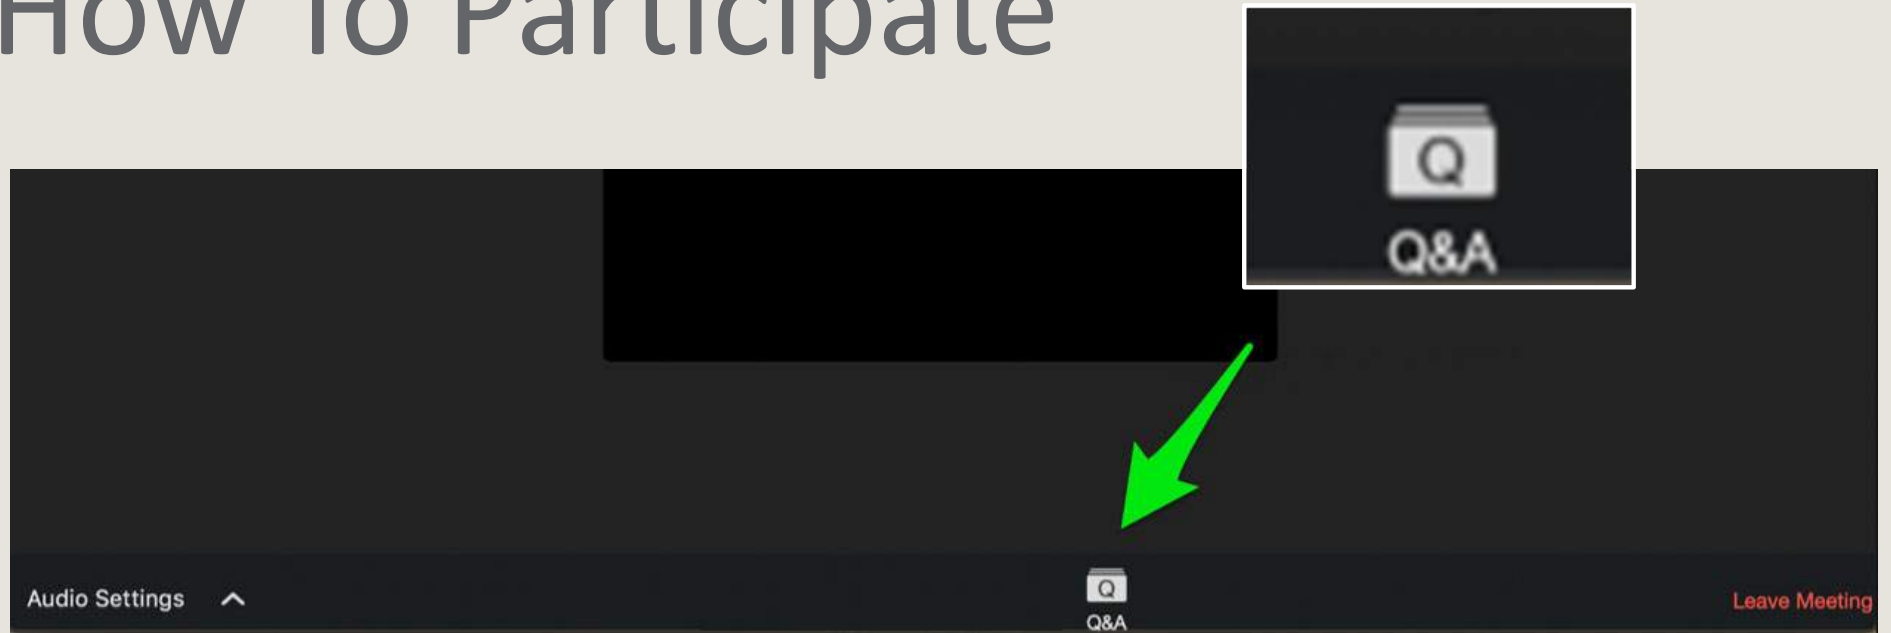 How To Participate
Q
Q&A
Audio Settings
Q
Q&A
Leave Meeting